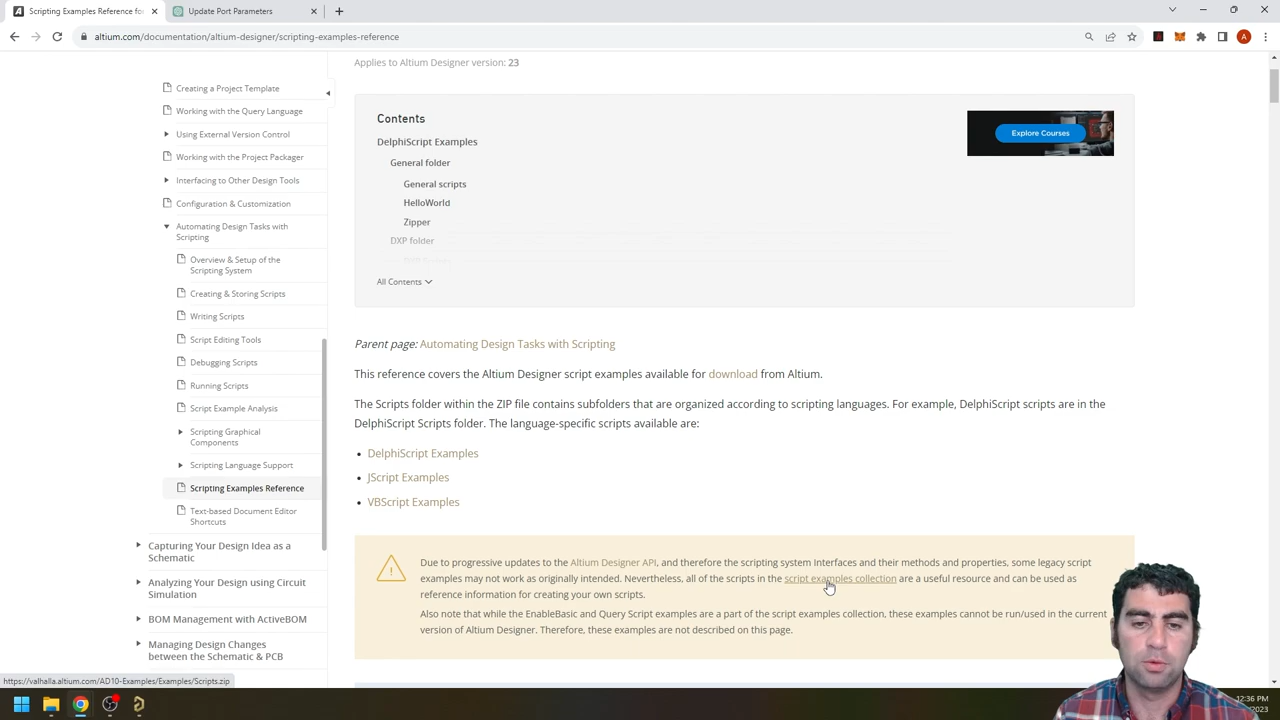 Scripting Examples Reference fo
Update Port Parameters
altium.com/documentation/altium-designer/scripting-examples-reference
A
Applies to Altium Designer version: 23
Creating a Project Template
Working with the Query Language
Using External Version Control
Working with the Project Packager
Interfacing to Other Design Tools
Configuration & Customization
Automating Design Tasks with
Scripting
Overview & Setup of the
Scripting System
Creating & Storing Scripts
Writing Scripts
Script Editing Tools
Debugging Scripts
Running Scripts
Script Example Analysis
Scripting Graphical
Components
Scripting Language Support
Scripting Examples Reference
Text-based Document Editor
Shortcuts
Capturing Your Design Idea as a
Schematic
Analyzing Your Design using Circuit
Simulation
BOM Management with ActiveBOM
Managing Design Changes
between the Schematic & PCB
Contents
DelphiScript Examples
General folder
General scripts
HelloWorld
Zipper
DXP folder
All Contents
Explore Courses
Parent page: Automating Design Tasks with Scripting
This reference covers the Altium Designer script examples available for download from Altium.
The Scripts folder within the ZIP file contains subfolders that are organized according to scripting languages. For example, DelphiScript scripts are in the
DelphiScript Scripts folder. The language-specific scripts available are:
DelphiScript Examples
JScript Examples
VBScript Examples
Due to progressive updates to the Altium Designer API, and therefore the scripting system Interfaces and their methods and properties, some legacy script
examples may not work as originally intended. Nevertheless, all of the scripts in the script examples collection are a useful resource and can be used as
reference information for creating your own scripts.
Also note that while the EnableBasic and Query Script examples are a part of the script examples collection, these examples cannot be run/used in the current
version of Altium Designer. Therefore, these examples are not described on this page.
https://valhalla.altium.com/AD10-Examples/Examples/Scripts.zip
12:36 PM